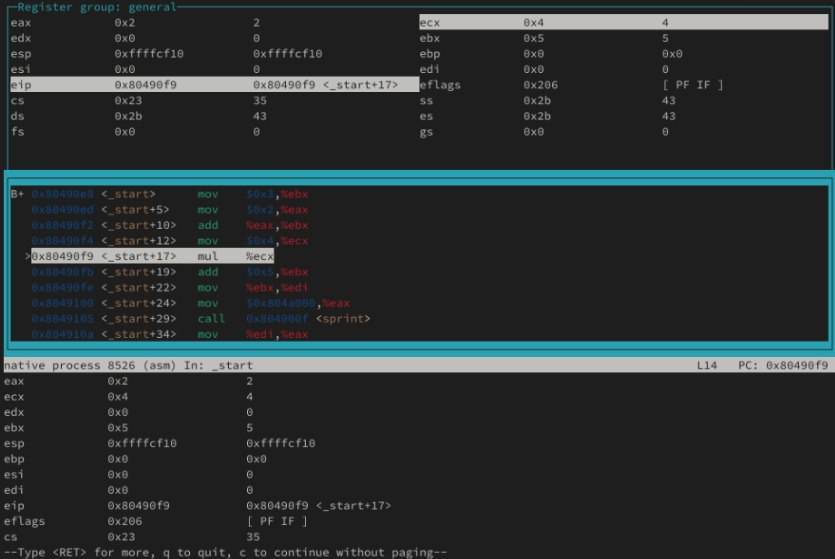 Register group: general
eax 0x2 2 ecx 0x4 4
edx 0x0 0 ebx 0x5 5
esp 0xffffcf10 0xffffcf10 ebp 0x0 0x0
esi 0x0 0 edi 0x0 0
eip 0x80490f9 0x80490f9 <_start+17> eflags 0x206 [ PF IF ]
cs 0x23 35 ss 0x2b 43
ds 0x2b 43 es 0x2b 43
fs 0x0 0 gs 0x0 0
B+ 0x80490e8 <_start> mov $0x3,%ebx
0x80490ed <_start+5> mov $0x2,%eax
0x80490f2 <_start+10> add %eax,%ebx
0x80490f4 <_start+12> mov $0x4,%ecx
>0x80490f9 <_start+17> mul %ecx
0x80490fb <_start+19> add $0x5,%ebx
0x80490fe <_start+22> mov %ebx,%edi
0x8049100 <_start+24> mov $0x804a000,%eax
0x8049105 <_start+29> call 0x804900f <sprint>
0x804910a <_start+34> mov %edi,%eax
native process 8526 (asm) In: _start L14 PC: 0x80490f9
eax 0x2 2
ecx 0x4 4
edx 0x0 0
ebx 0x5 5
esp 0xffffcf10 0xffffcf10
ebp 0x0 0x0
esi 0x0 0
edi 0x0 0
eip 0x80490f9 0x80490f9 <_start+17>
eflags 0x206 [ PF IF ]
cs 0x23 35
--Type <RET> for more, q to quit, c to continue without paging--